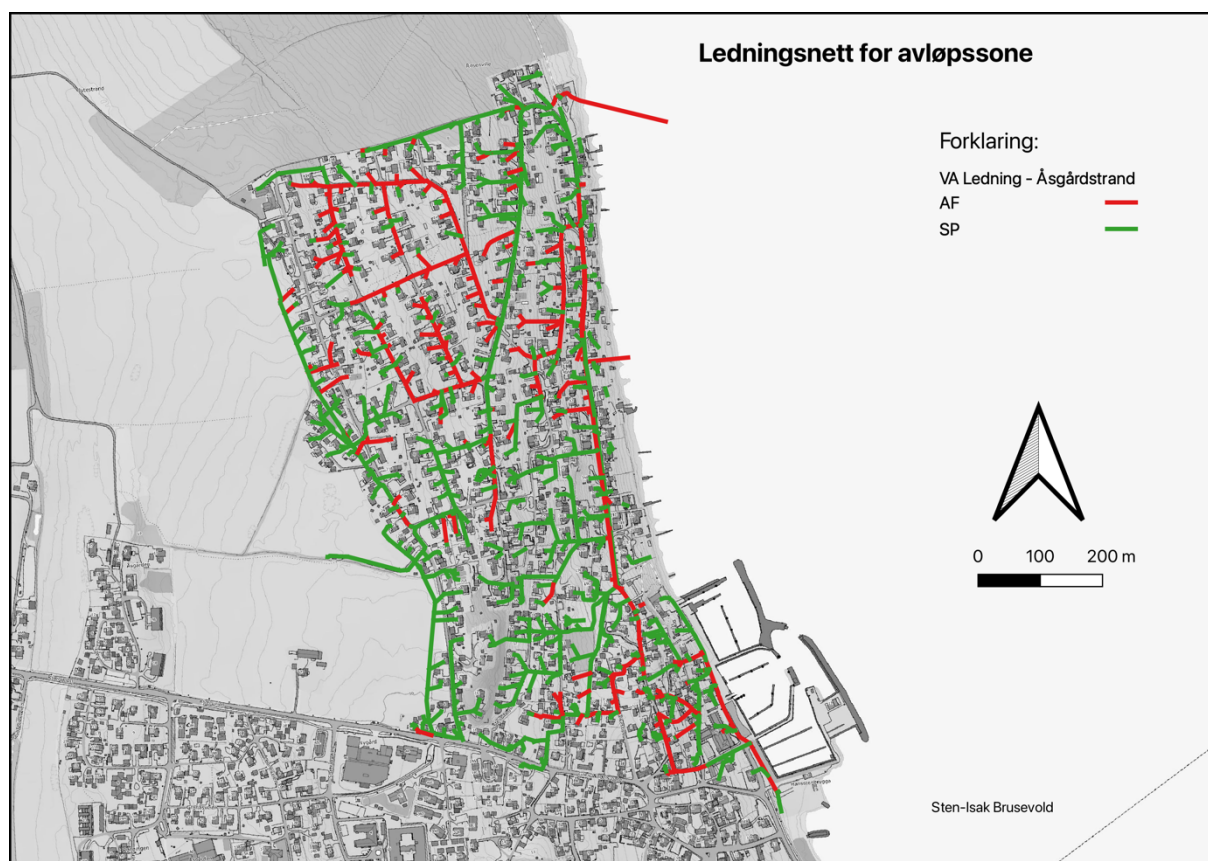 Ledningsnett for avløpssone
Forklaring:
VA Ledning - Åsgårdstrand
AF
SP
0 100 200 m
Sten-Isak Brusevold